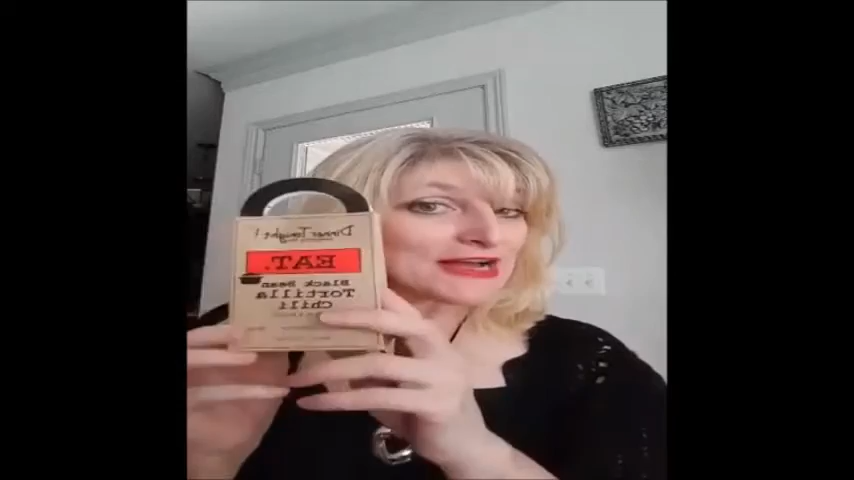 Dinner Tonight!
EAT.
Black Bean
Tortilla
Chili